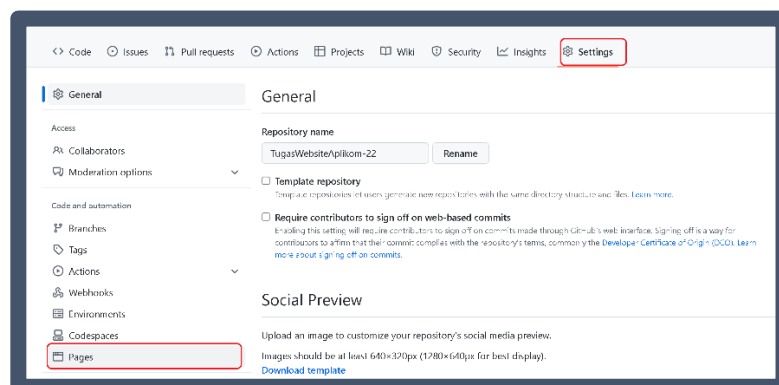 Code Issues Pull requests Actions Projects Wiki Security Insights Settings
General
Access
Collaborators
Moderation options
Code and automation
Branches
Tags
Actions
Webhooks
Environments
Codespaces
Pages
General
Repository name
TugasWebsiteAplikom-22 Rename
Template repository
Template repositories let users generate new repositories with the same directory structure and files. Learn more.
Require contributors to sign off on web-based commits
Enabling this setting will require contributors to sign off on commits made through GitHub's web interface. Signing off is a way for
contributors to affirm that their commit complies with the repository's terms, commonly the Developer Certificate of Origin (DCO). Learn
more about signing off on commits.
Social Preview
Upload an image to customize your repository's social media preview.
Images should be at least 640×320px (1280×640px for best display).
Download template